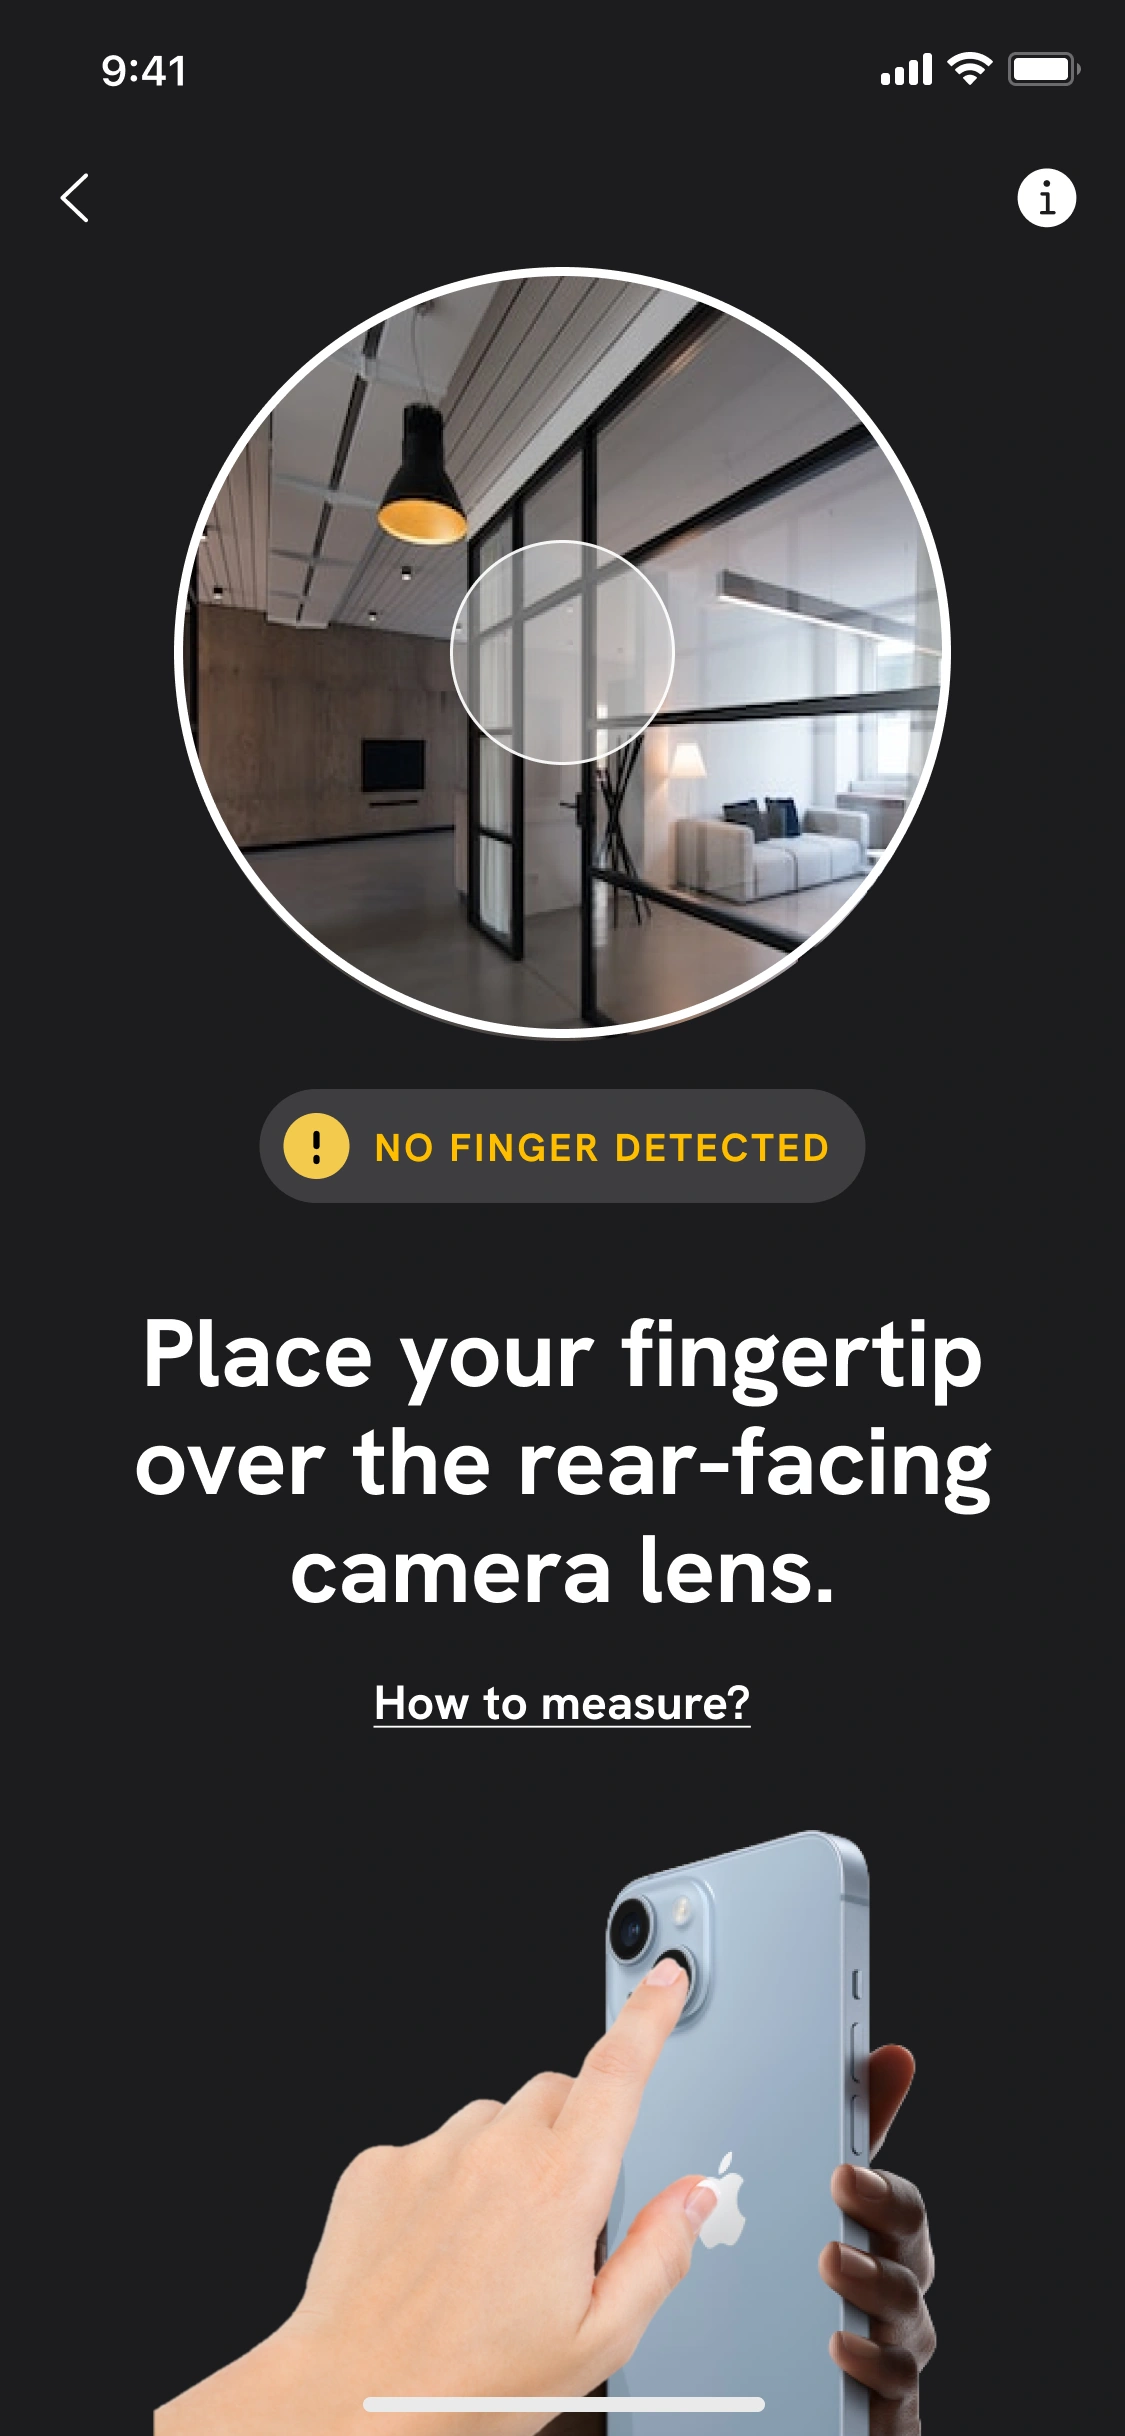 9:41
NO FINGER DETECTED
Place your fingertip
over the rear-facing
camera lens.
How to measure?